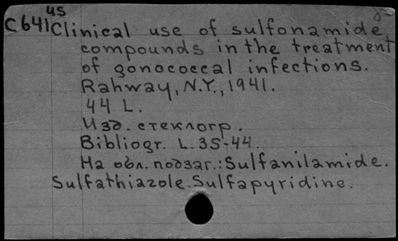 us
C641 Clinical use of sulfonamide
compounds in the treatment
of gonococcal infections.
Rahway, N.Y., 1941.
44 L.
Изд. стеклогр.
Bibliogr. L. 35-44.
На обл. подзаг.: Sulfanilamide.
Sulfathiazole. Sulfapyridine.